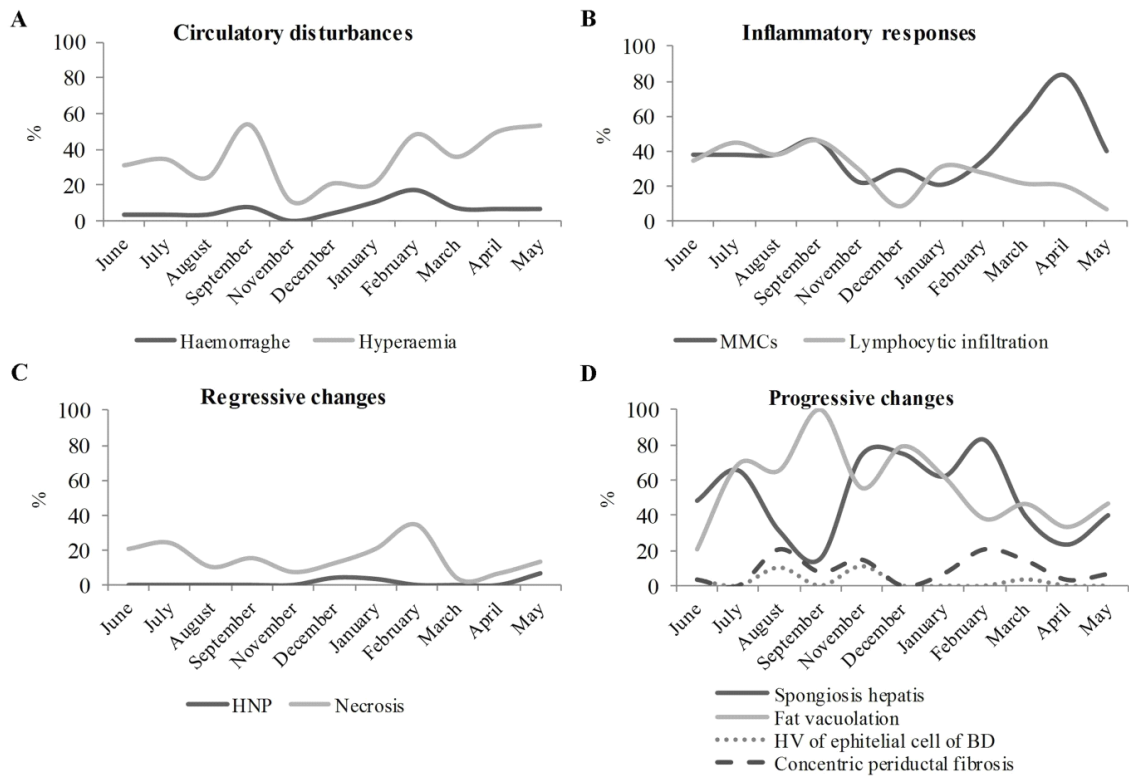 A
Circulatory disturbances
100
80
60
40
20
0
%
June
July
August
September
November
December
January
February
March
April
May
Haemorraghe
Hyperaemia
B
Inflammatory responses
100
80
60
40
20
0
%
June
July
August
September
November
December
January
February
March
April
May
MMCs
Lymphocytic infiltration
C
Regressive changes
100
80
60
40
20
0
%
June
July
August
September
November
December
January
February
March
April
May
HNP
Necrosis
D
Progressive changes
100
80
60
40
20
0
%
June
July
August
September
November
December
January
February
March
April
May
Spongiosis hepatis
Fat vacuolation
HV of ephitelial cell of BD
Concentric periductal fibrosis